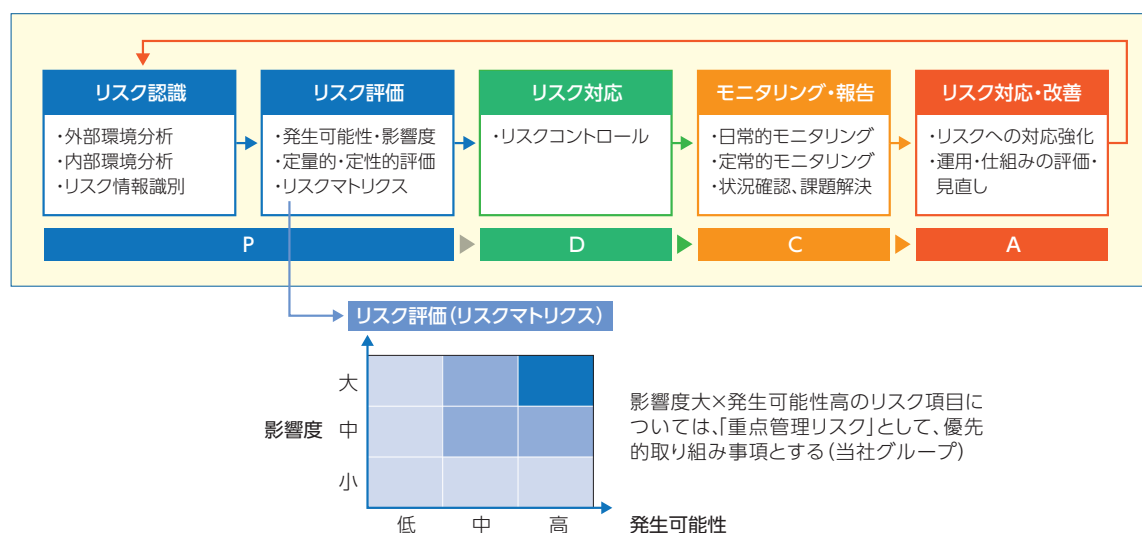 リスク認識
・外部環境分析
・内部環境分析
・リスク情報識別
リスク評価
・発生可能性・影響度
・定量的・定性的評価
・リスクマトリクス
リスク対応
・リスクコントロール
モニタリング・報告
・日常的モニタリング
・定常的モニタリング
・状況確認、課題解決
リスク対応・改善
・リスクへの対応強化
・運用・仕組みの評価・
見直し
P
D
C
A
リスク評価(リスクマトリクス)
大
影響度 中
小
低 中 高 発生可能性
影響度大×発生可能性高のリスク項目に
ついては、「重点管理リスク」として、優先
的取り組み事項とする(当社グループ)